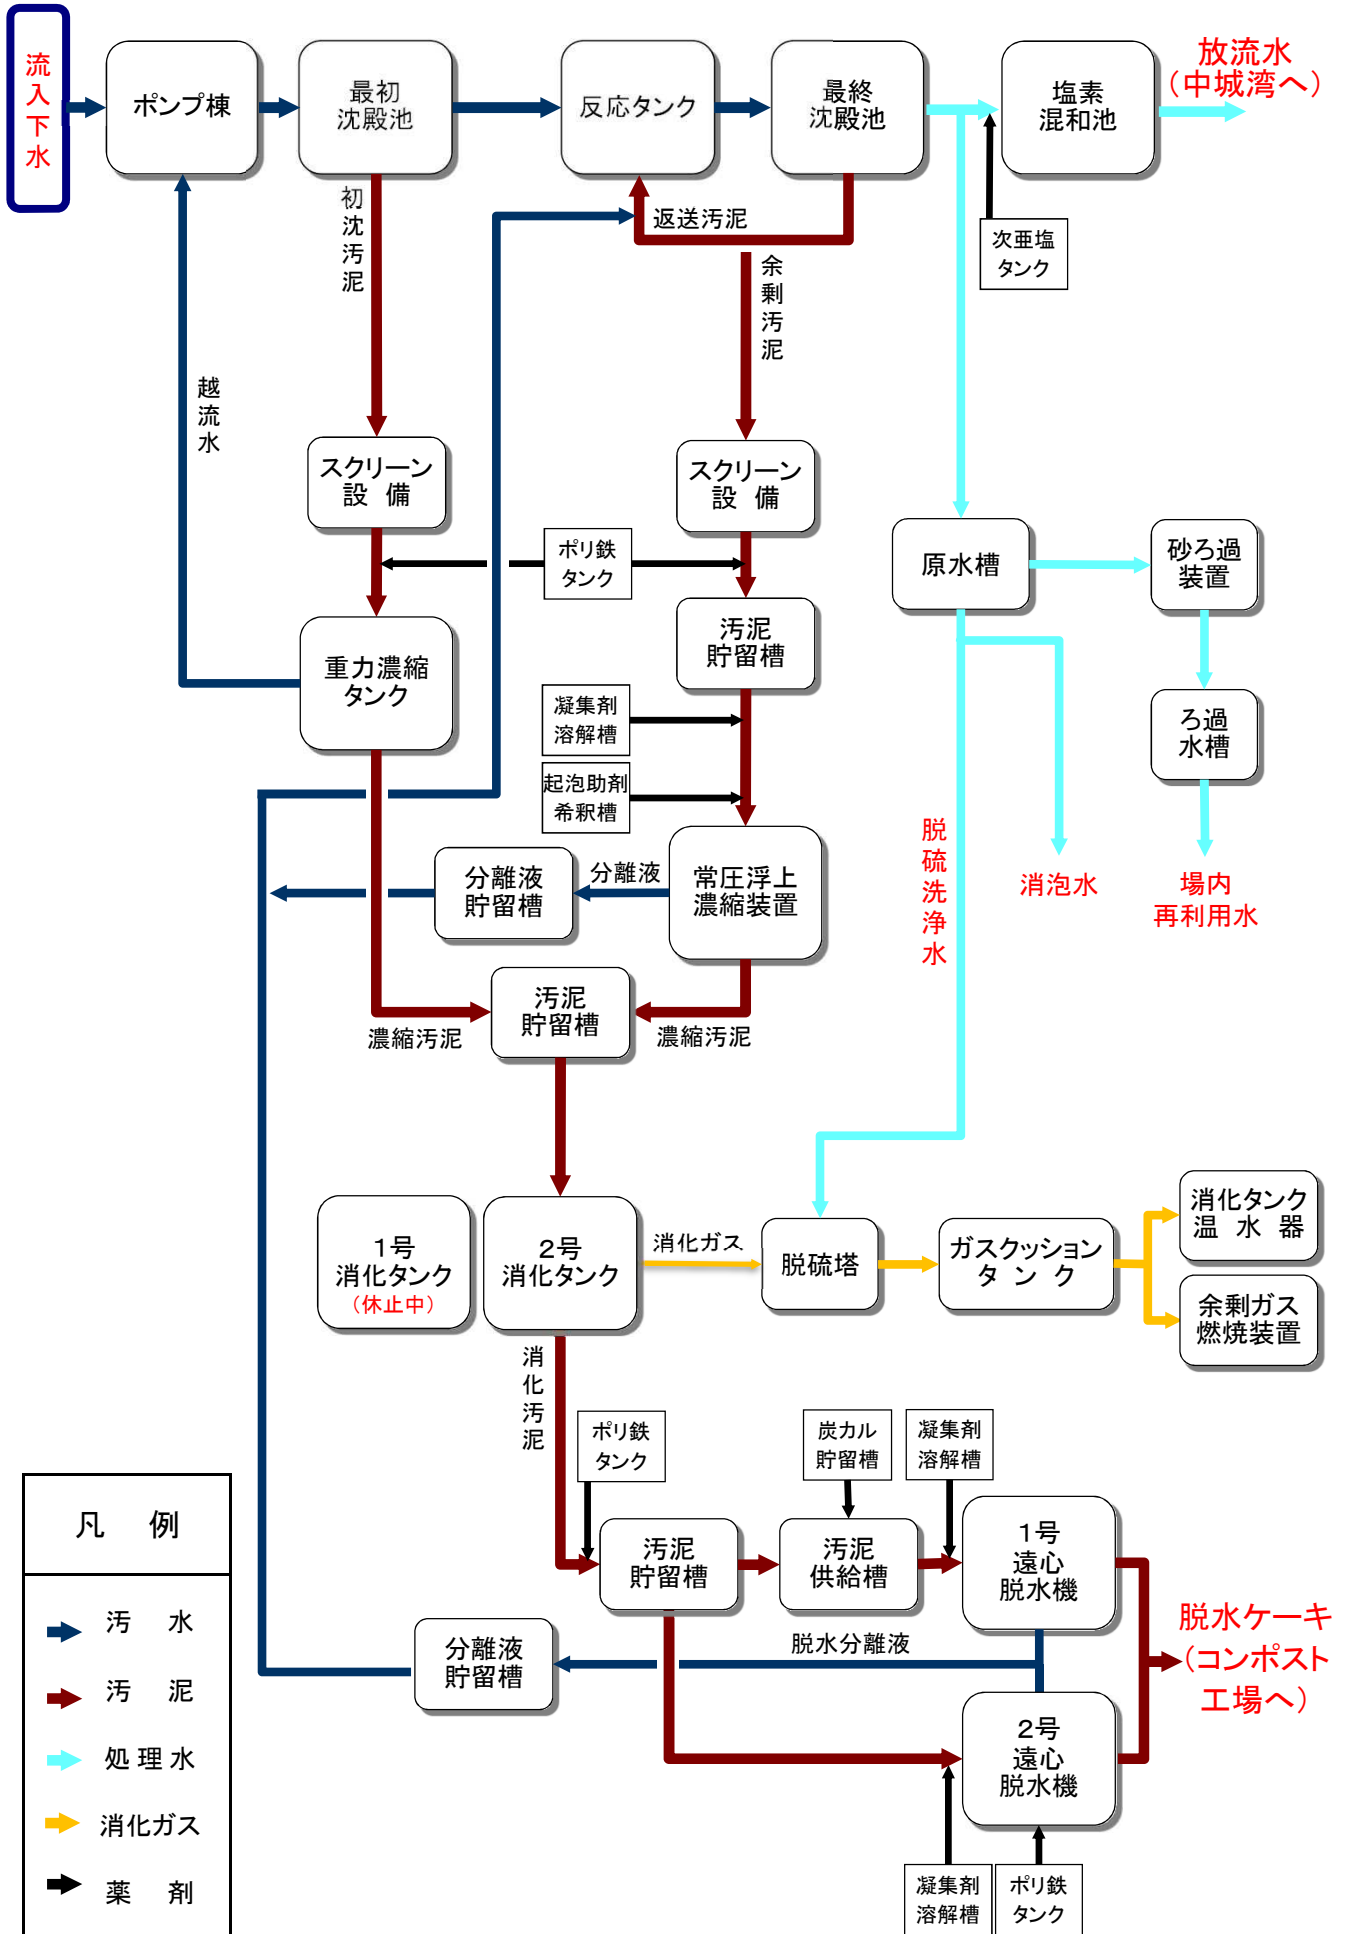 流入下水
ポンプ棟
最初
沈殿池
反応タンク
最終
沈殿池
塩素
混和池
放流水
（中城湾へ）
初沈汚泥
返送汚泥
余剰汚泥
次亜塩
タンク
越流水
スクリーン
設 備
スクリーン
設 備
ポリ鉄
タンク
原水槽
砂ろ過
装置
汚泥
貯留槽
重力濃縮
タンク
凝集剤
溶解槽
ろ過
水槽
起泡助剤
希釈槽
脱硫洗浄水
分離液
貯留槽
分離液
常圧浮上
濃縮装置
消泡水
場内
再利用水
汚泥
貯留槽
濃縮汚泥
濃縮汚泥
1号
消化タンク
（休止中）
2号
消化タンク
消化ガス
脱硫塔
ガスクッション
タ ン ク
消化タンク
温 水 器
余剰ガス
燃焼装置
消化汚泥
ポリ鉄
タンク
炭カル
貯留槽
凝集剤
溶解槽
汚泥
貯留槽
汚泥
供給槽
1号
遠心
脱水機
脱水ケーキ
（コンポスト
工場へ）
分離液
貯留槽
脱水分離液
2号
遠心
脱水機
凝集剤
溶解槽
ポリ鉄
タンク
凡 例
汚 水
汚 泥
処 理 水
消化ガス
薬 剤